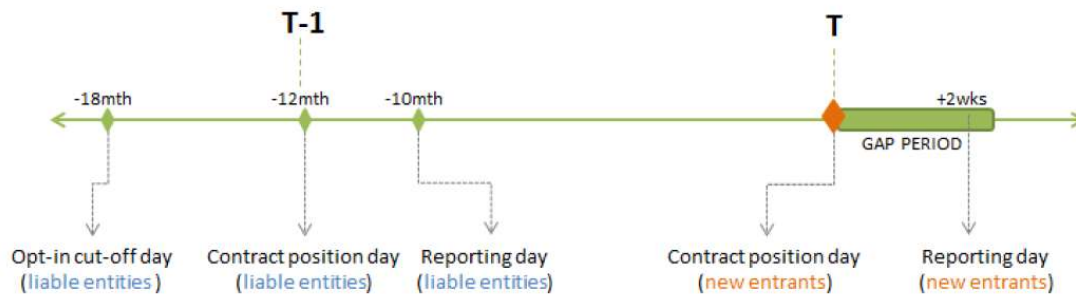 T-1
T
-18mth
-12mth
-10mth
+2wks
GAP PERIOD
Opt-in cut-off day
(liable entities )
Contract position day
(liable entities)
Reporting day
(liable entities)
Contract position day
(new entrants)
Reporting day
(new entrants)